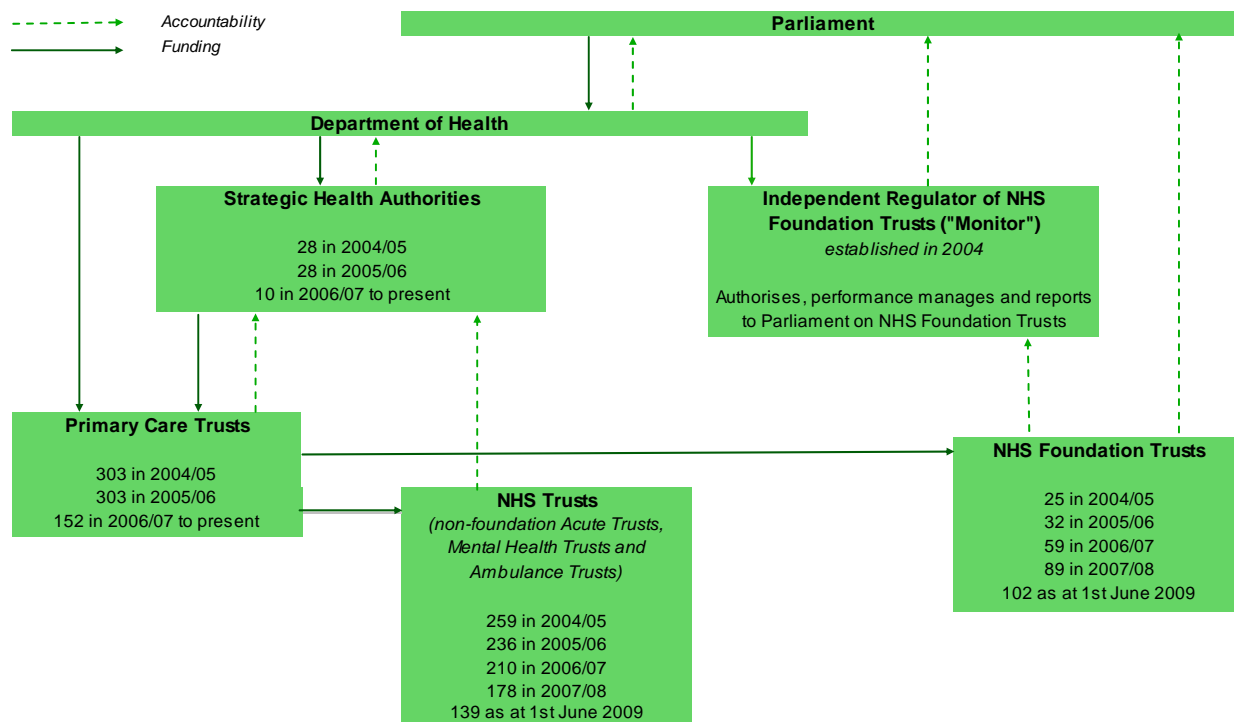 Accountability
Funding
Parliament
Department of Health
Strategic Health Authorities
28 in 2004/05
28 in 2005/06
10 in 2006/07 to present
Independent Regulator of NHS
Foundation Trusts ("Monitor")
established in 2004
Authorises, performance manages and reports
to Parliament on NHS Foundation Trusts
Primary Care Trusts
303 in 2004/05
303 in 2005/06
152 in 2006/07 to present
NHS Trusts
(non-foundation Acute Trusts,
Mental Health Trusts and
Ambulance Trusts)
259 in 2004/05
236 in 2005/06
210 in 2006/07
178 in 2007/08
139 as at 1st June 2009
NHS Foundation Trusts
25 in 2004/05
32 in 2005/06
59 in 2006/07
89 in 2007/08
102 as at 1st June 2009